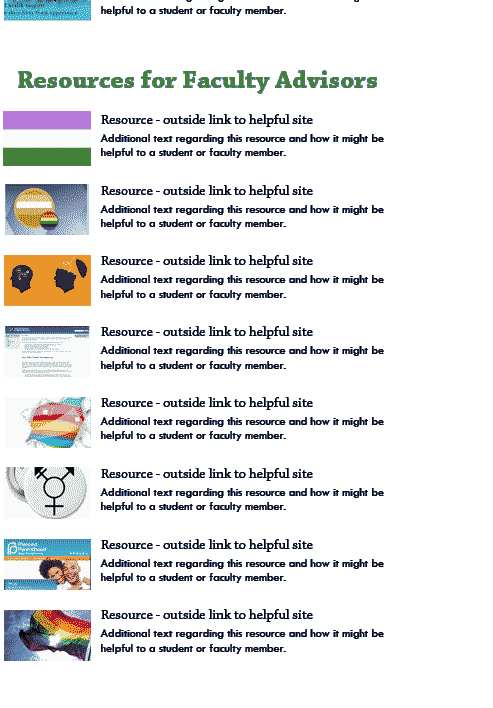 helpful to a student or faculty member.
Resources for Faculty Advisors
Resource - outside link to helpful site
Additional text regarding this resource and how it might be
helpful to a student or faculty member.
Resource - outside link to helpful site
Additional text regarding this resource and how it might be
helpful to a student or faculty member.
Resource - outside link to helpful site
Additional text regarding this resource and how it might be
helpful to a student or faculty member.
Resource - outside link to helpful site
Additional text regarding this resource and how it might be
helpful to a student or faculty member.
Resource - outside link to helpful site
Additional text regarding this resource and how it might be
helpful to a student or faculty member.
Resource - outside link to helpful site
Additional text regarding this resource and how it might be
helpful to a student or faculty member.
Planned
Parenthood
Resource - outside link to helpful site
Additional text regarding this resource and how it might be
helpful to a student or faculty member.
Resource - outside link to helpful site
Additional text regarding this resource and how it might be
helpful to a student or faculty member.